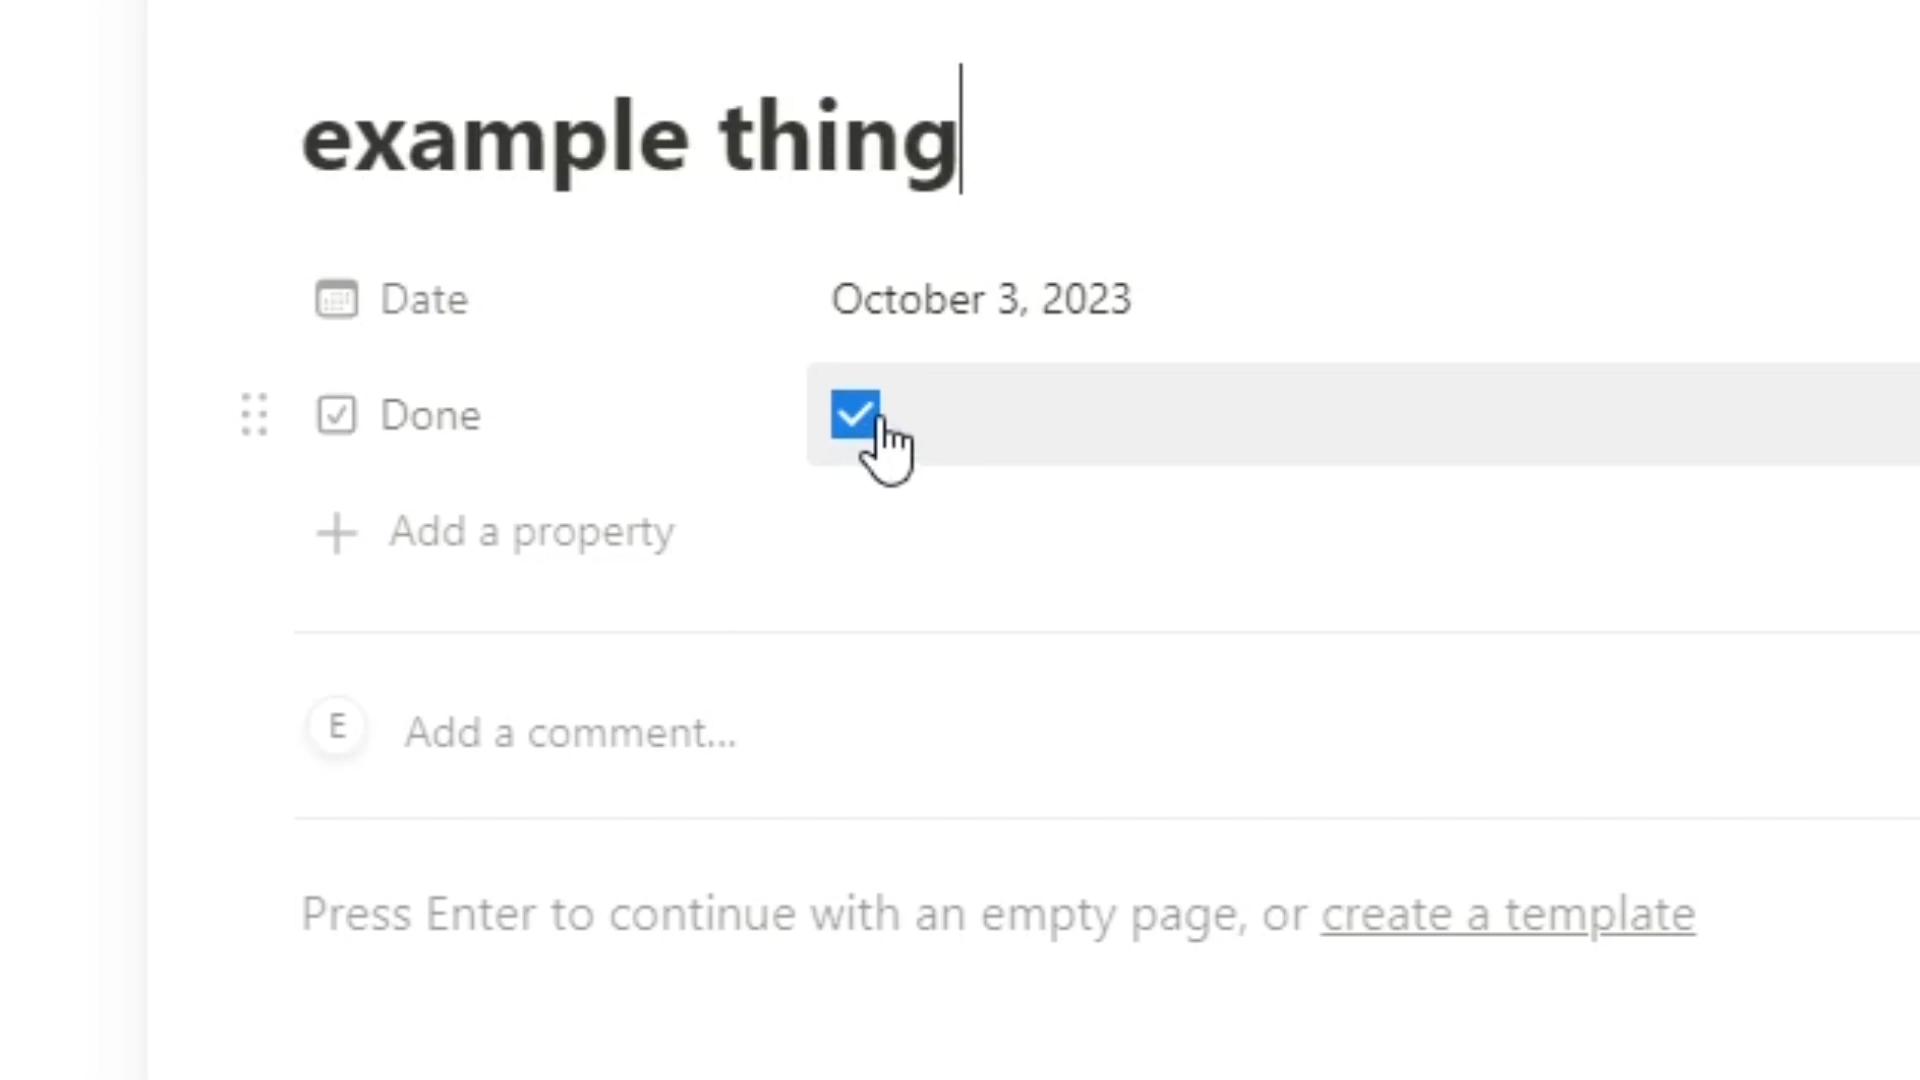 example thing
Date October 3, 2023
Done
Add a property
E Add a comment...
Press Enter to continue with an empty page, or create a template